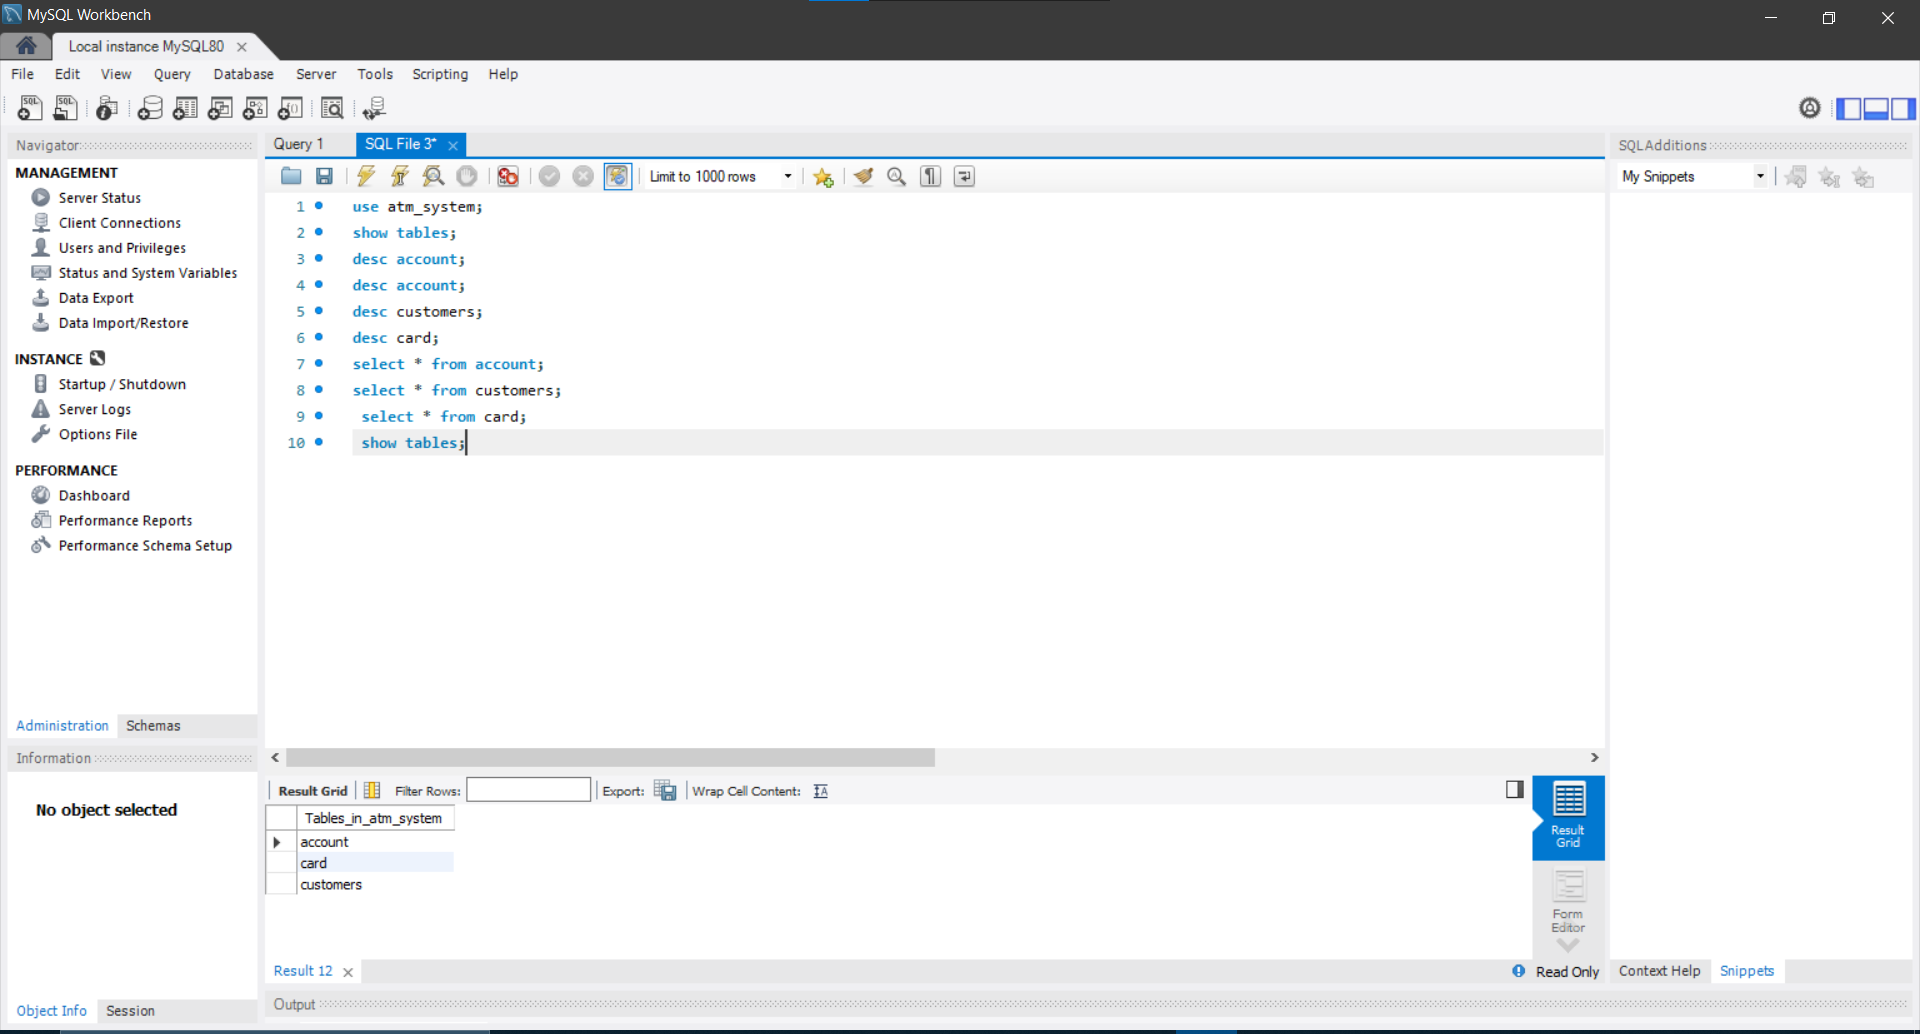 MySQL Workbench
Local instance MySQL80
File Edit View Query Database Server Tools Scripting Help
Navigator
MANAGEMENT
Server Status
Client Connections
Users and Privileges
Status and System Variables
Data Export
Data Import/Restore
INSTANCE
Startup / Shutdown
Server Logs
Options File
PERFORMANCE
Dashboard
Performance Reports
Performance Schema Setup
Administration Schemas
Information
No object selected
Object Info Session
Query 1 SQL File 3*
Limit to 1000 rows
1 use atm_system;
2 show tables;
3 desc account;
4 desc account;
5 desc customers;
6 desc card;
7 select * from account;
8 select * from customers;
9 select * from card;
10 show tables;
Result Grid Filter Rows: Export: Wrap Cell Content:
Tables_in_atm_system
account
card
customers
Result
Grid
Form
Editor
Result 12 Read Only
Output
SQLAdditions
My Snippets
Context Help Snippets